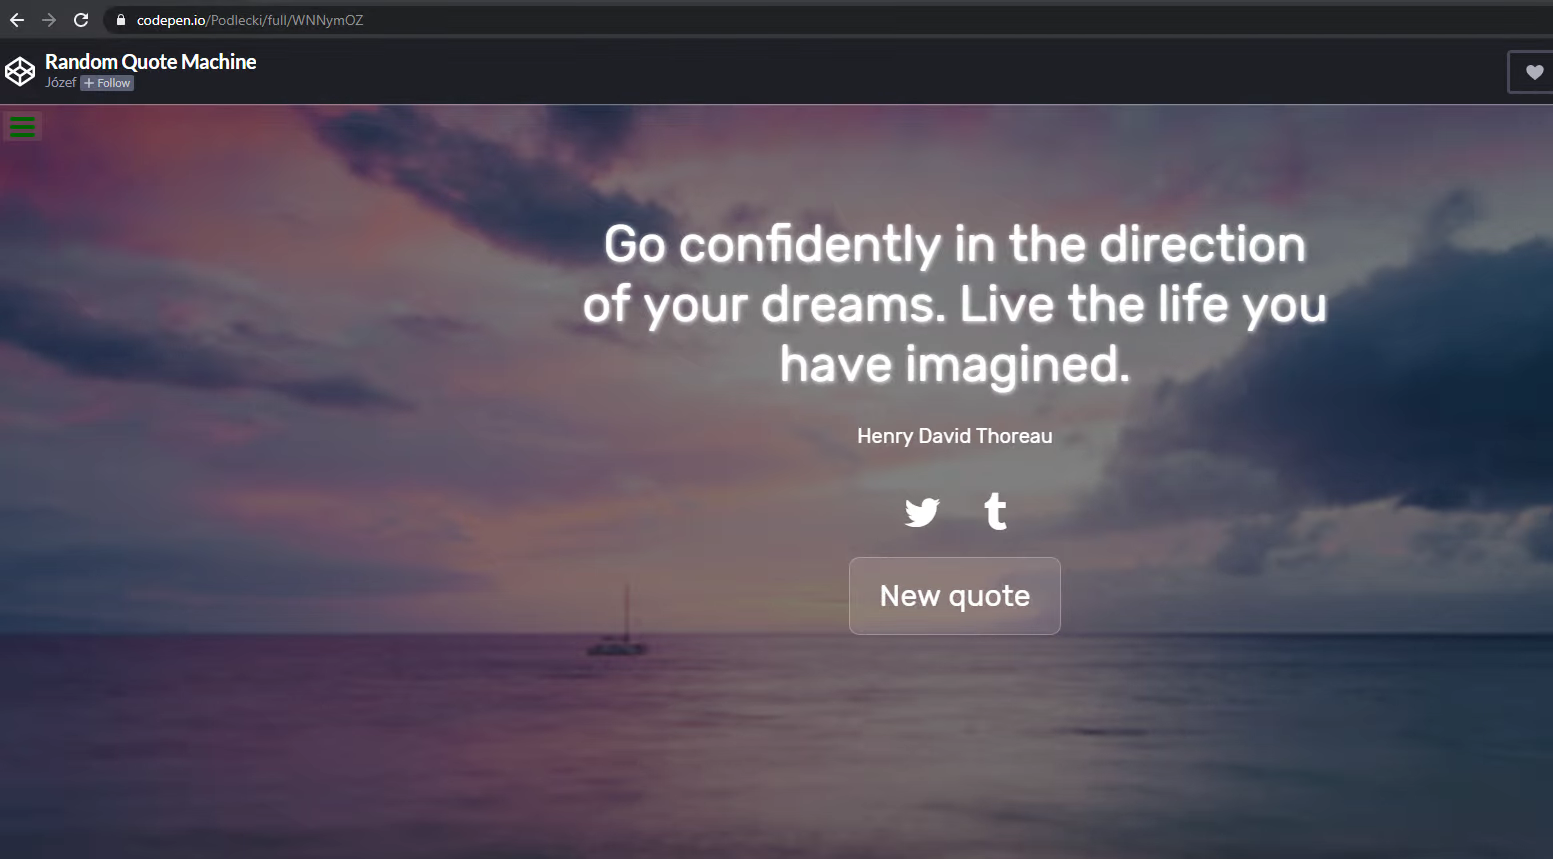 codepen.io/Podlecki/full/WNNymOZ
Random Quote Machine
Józef + Follow
Go confidently in the direction
of your dreams. Live the life you
have imagined.
Henry David Thoreau
New quote